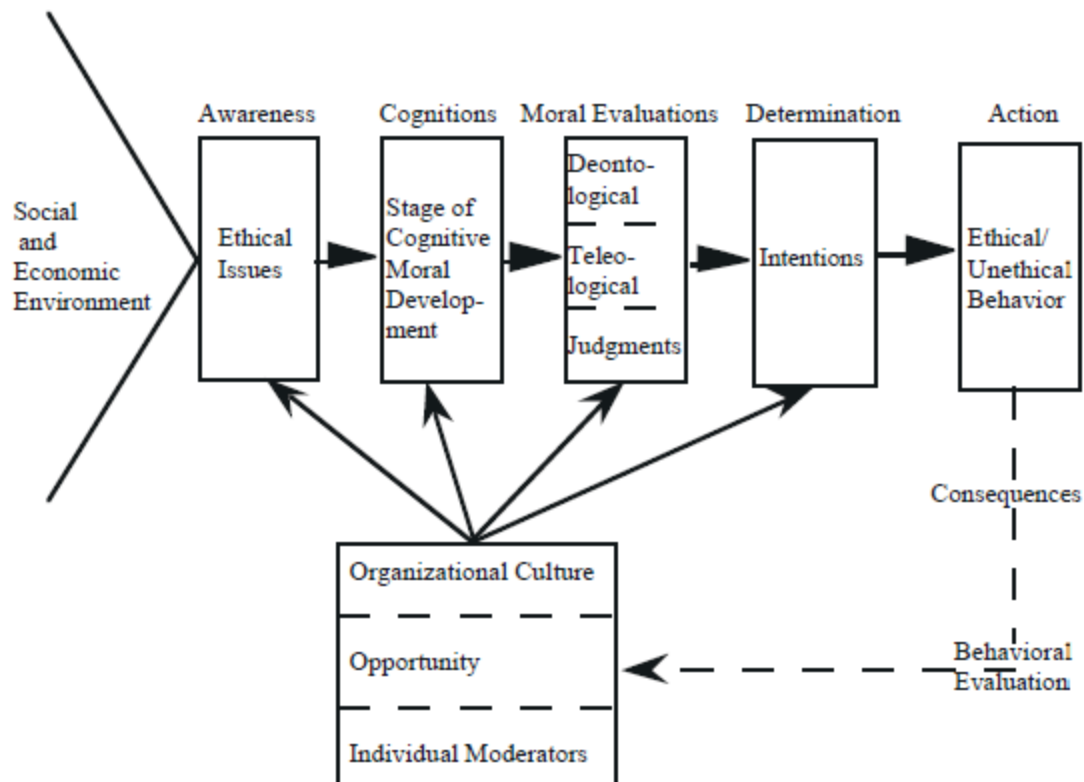 Awareness
Cognitions
Moral Evaluations
Determination
Action
Social
and
Economic
Environment
Ethical
Issues
Stage of
Cognitive
Moral
Develop-
ment
Deonto-
logical
Teleo-
logical
Judgments
Intentions
Ethical/
Unethical
Behavior
Consequences
Organizational Culture
Opportunity
Individual Moderators
Behavioral
Evaluation